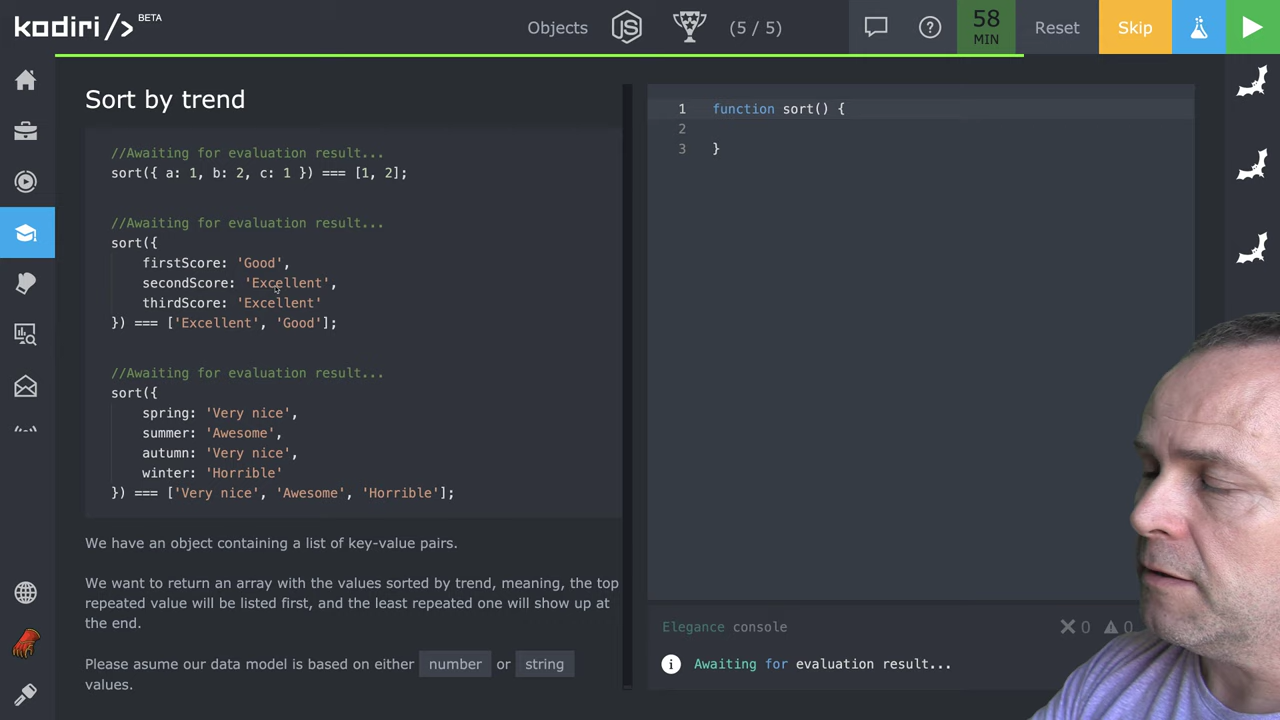 kodiri/> BETA
Objects
JS
(5 / 5)
58
MIN
Reset
Skip
Sort by trend
//Awaiting for evaluation result...
sort({ a: 1, b: 2, c: 1 }) === [1, 2];
//Awaiting for evaluation result...
sort({
firstScore: 'Good',
secondScore: 'Excellent',
thirdScore: 'Excellent'
}) === ['Excellent', 'Good'];
//Awaiting for evaluation result...
sort({
spring: 'Very nice',
summer: 'Awesome',
autumn: 'Very nice',
winter: 'Horrible'
}) === ['Very nice', 'Awesome', 'Horrible'];
We have an object containing a list of key-value pairs.
We want to return an array with the values sorted by trend, meaning, the top
repeated value will be listed first, and the least repeated one will show up at
the end.
Please asume our data model is based on either number or string
values.
1 function sort() {
2
3 }
Elegance console
0 0
Awaiting for evaluation result...